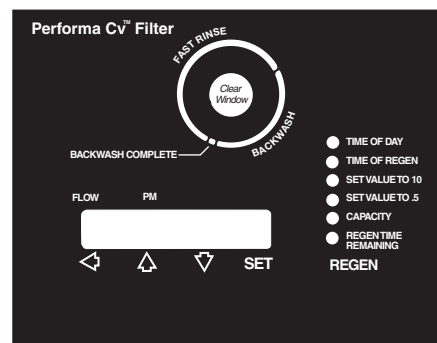 Performa Cv™ Filter
FAST RINSE
Clear
Window
BACKWASH
BACKWASH COMPLETE
TIME OF DAY
TIME OF REGEN
SET VALUE TO 10
SET VALUE TO .5
CAPACITY
REGEN TIME
REMAINING
FLOW PM
SET REGEN